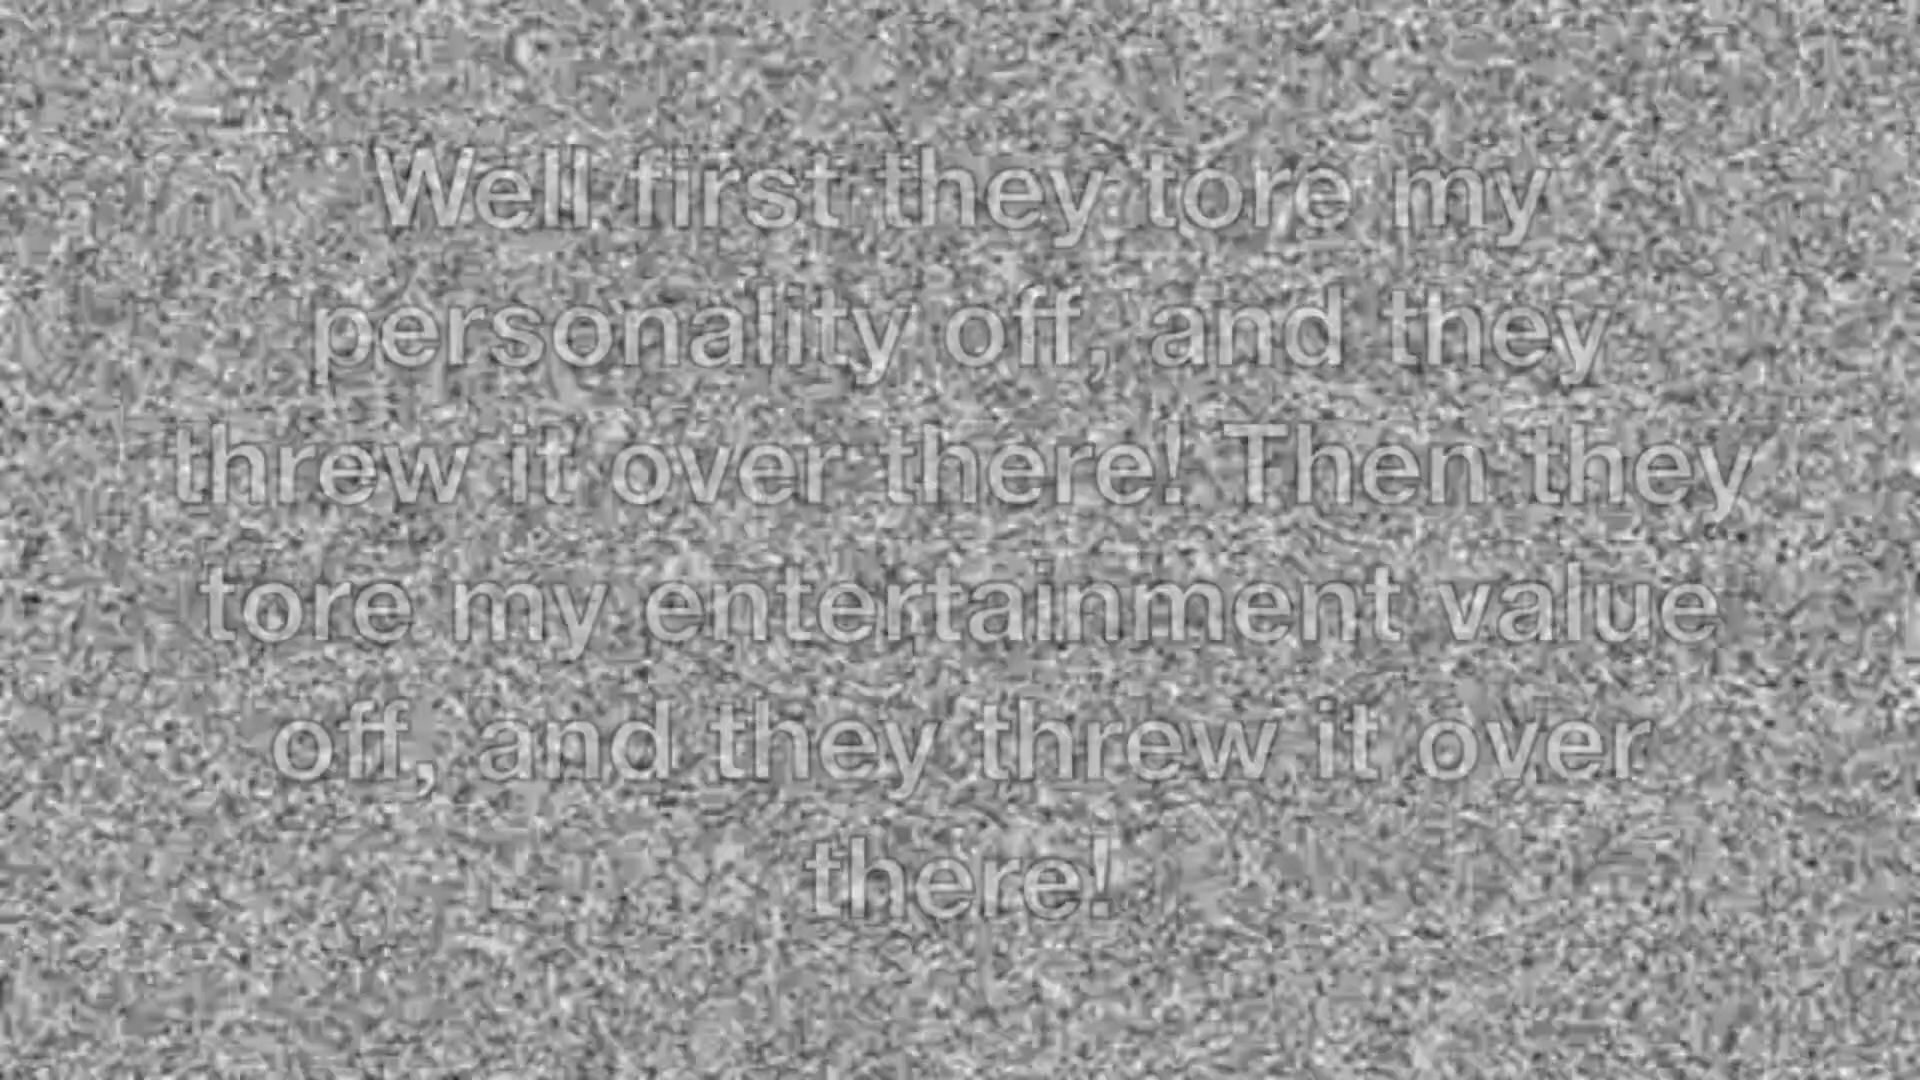 Well first they tore my
personality off, and they
threw it over there! Then they
tore my entertainment value
off, and they threw it over
there!